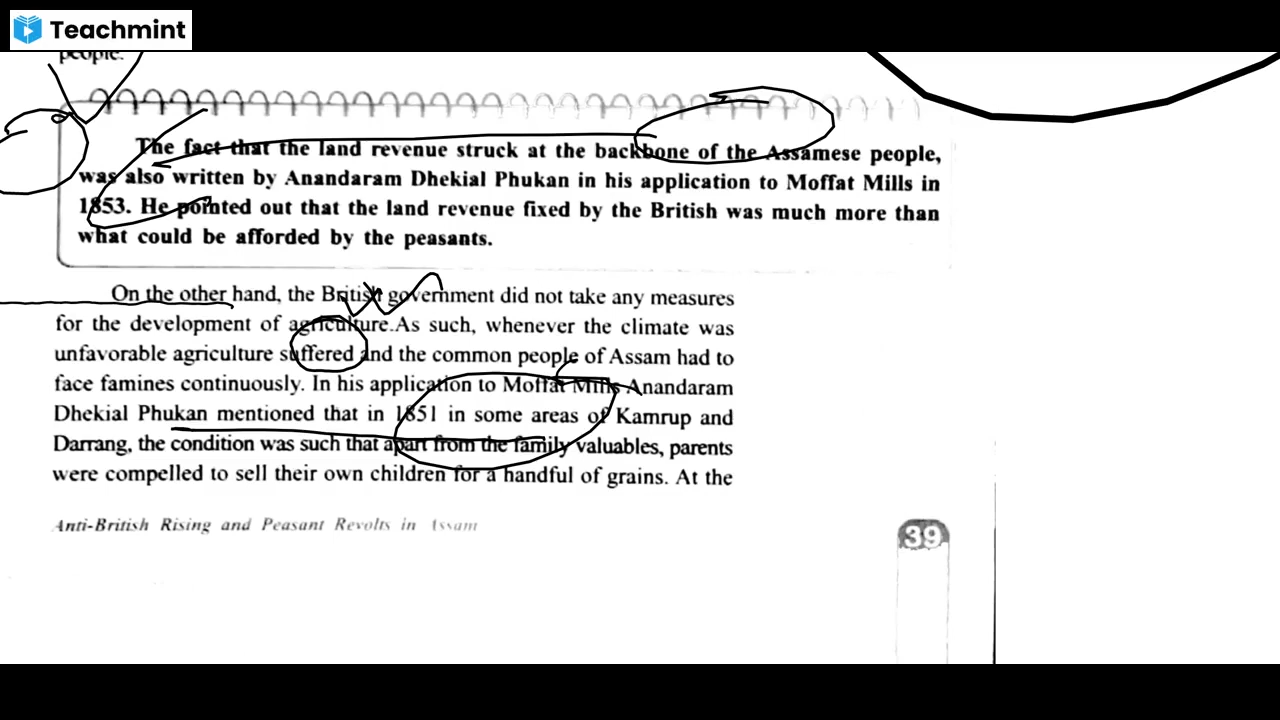 Teachmint
people.
The fact that the land revenue struck at the backbone of the Assamese people,
was also written by Anandaram Dhekial Phukan in his application to Moffat Mills in
1853. He pointed out that the land revenue fixed by the British was much more than
what could be afforded by the peasants.
On the other hand, the British government did not take any measures
for the development of agriculture.As such, whenever the climate was
unfavorable agriculture suffered and the common people of Assam had to
face famines continuously. In his application to Moffat Mills Anandaram
Dhekial Phukan mentioned that in 1851 in some areas of Kamrup and
Darrang, the condition was such that apart from the family valuables, parents
were compelled to sell their own children for a handful of grains. At the
Anti-British Rising and Peasant Revolts in Assam
39